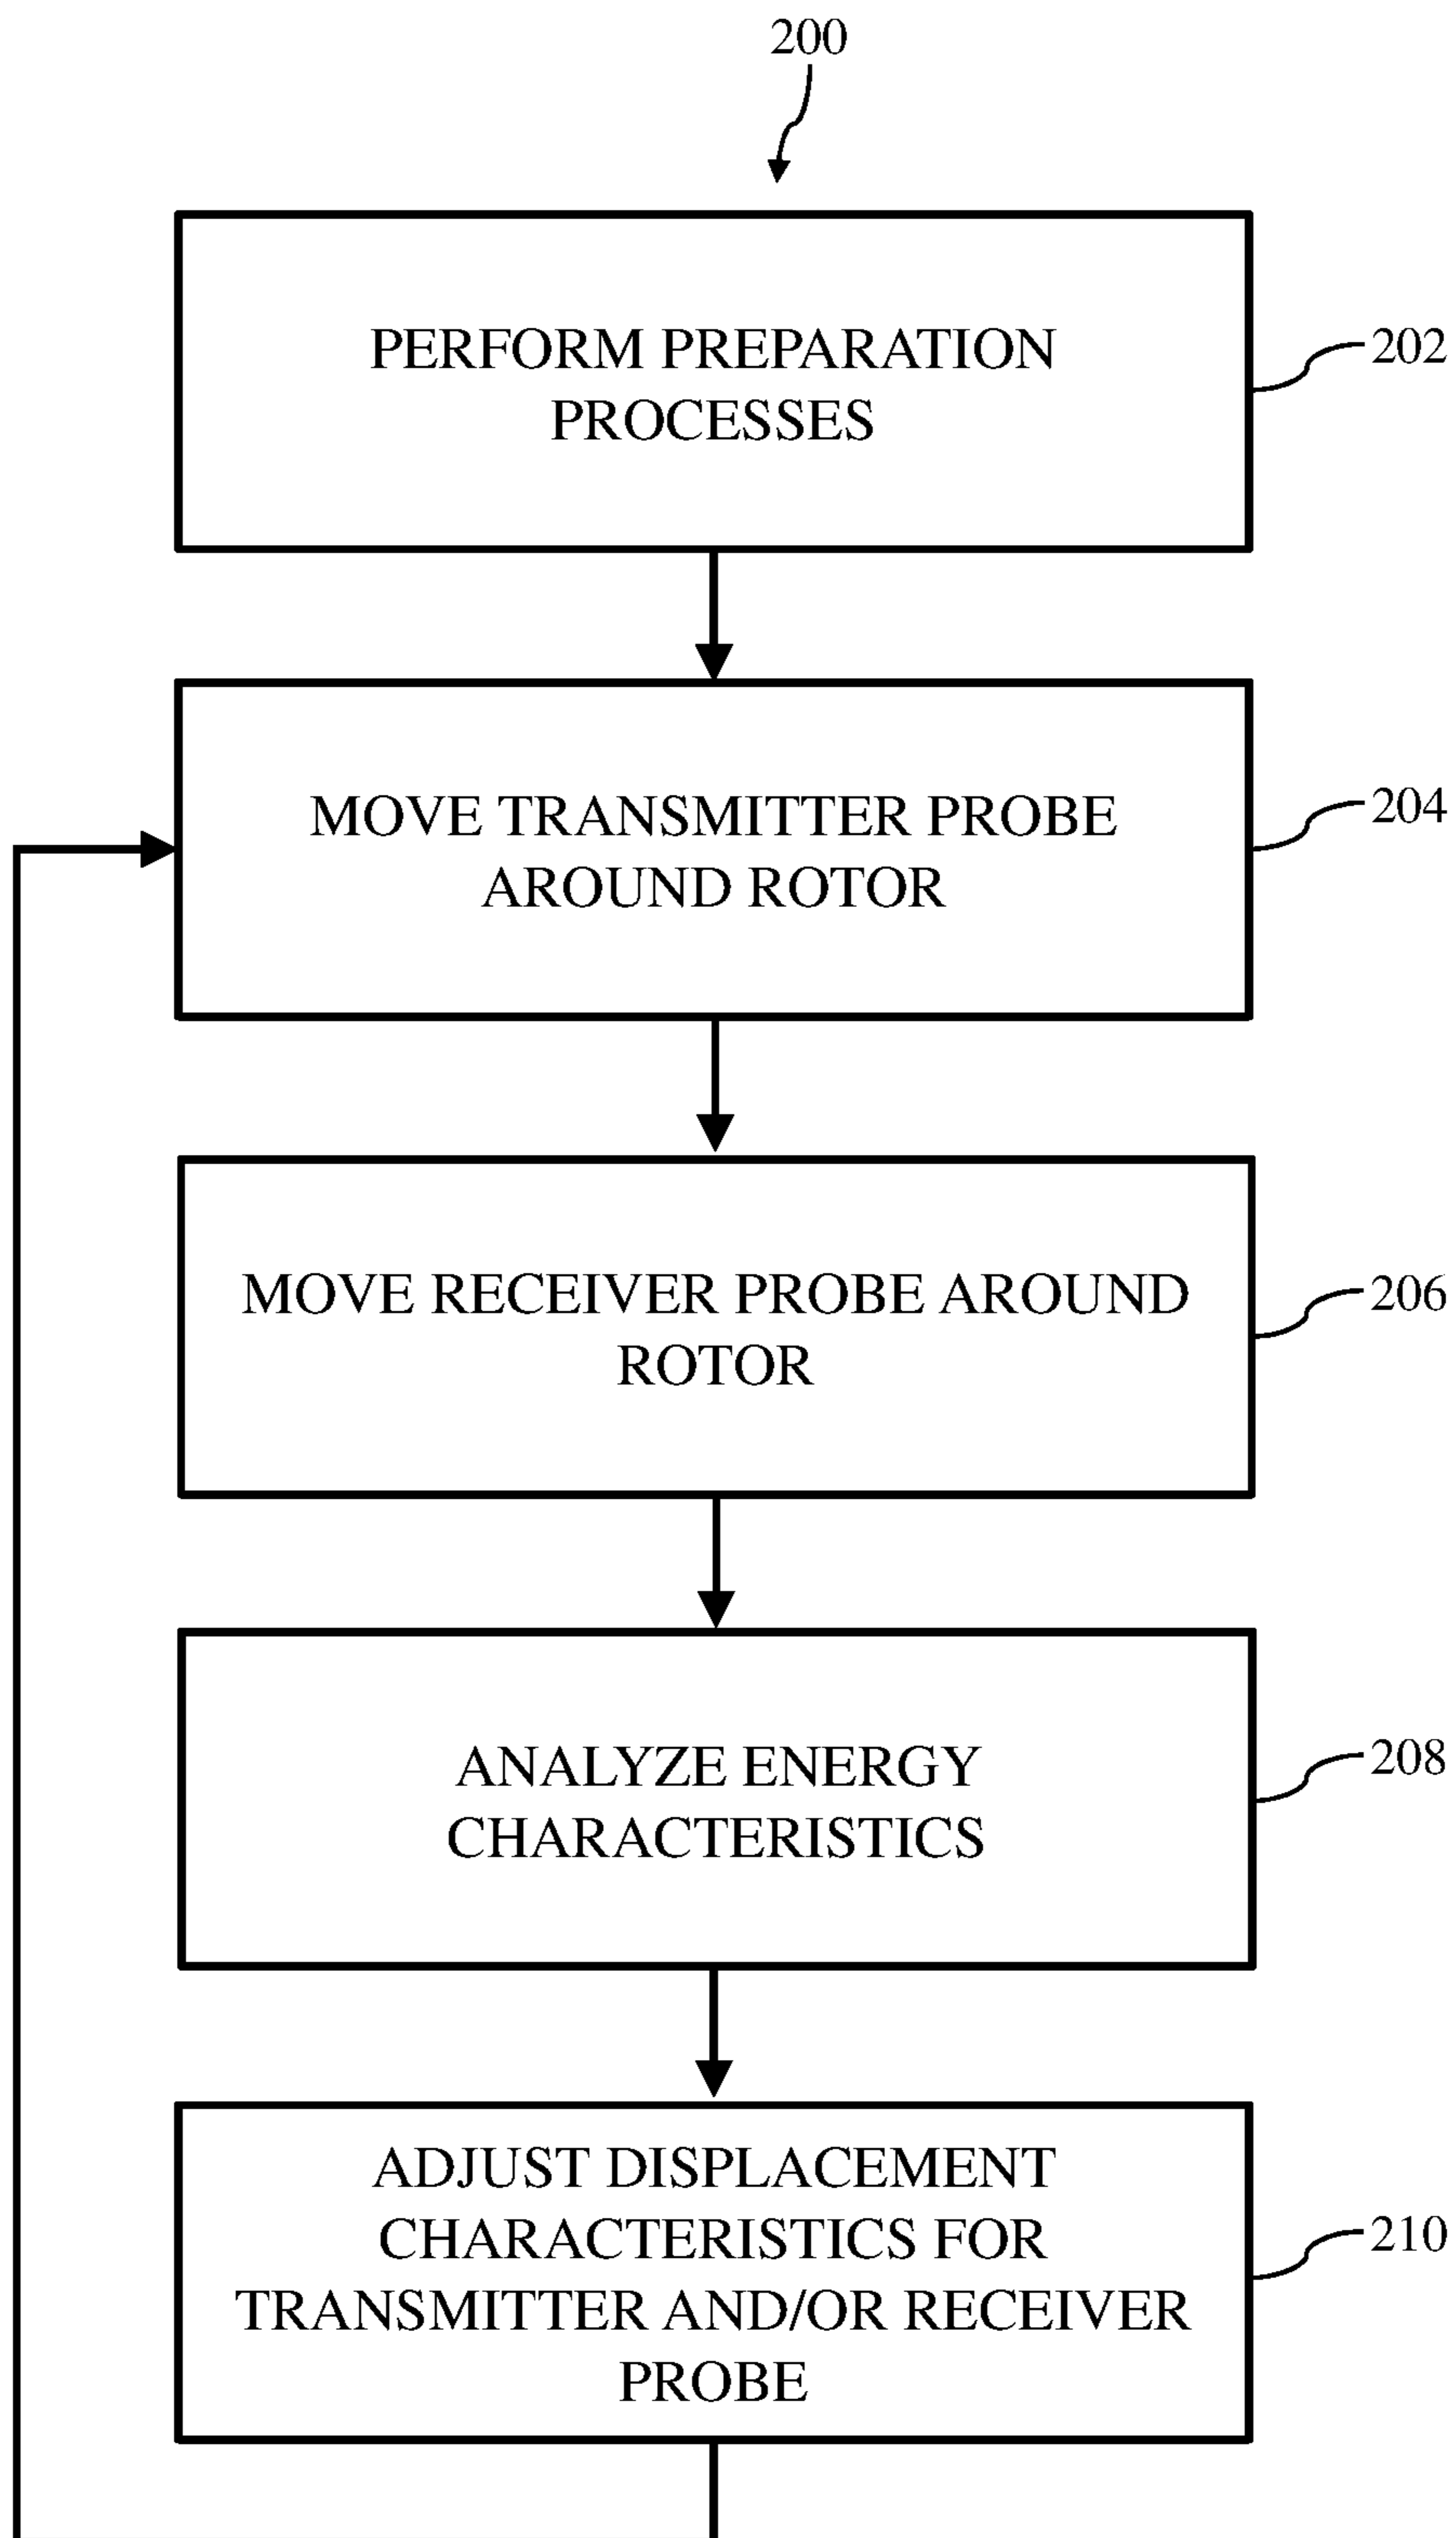 200
PERFORM PREPARATION
PROCESSES
202
MOVE TRANSMITTER PROBE
AROUND ROTOR
204
MOVE RECEIVER PROBE AROUND
ROTOR
206
ANALYZE ENERGY
CHARACTERISTICS
208
ADJUST DISPLACEMENT
CHARACTERISTICS FOR
TRANSMITTER AND/OR RECEIVER
PROBE
210